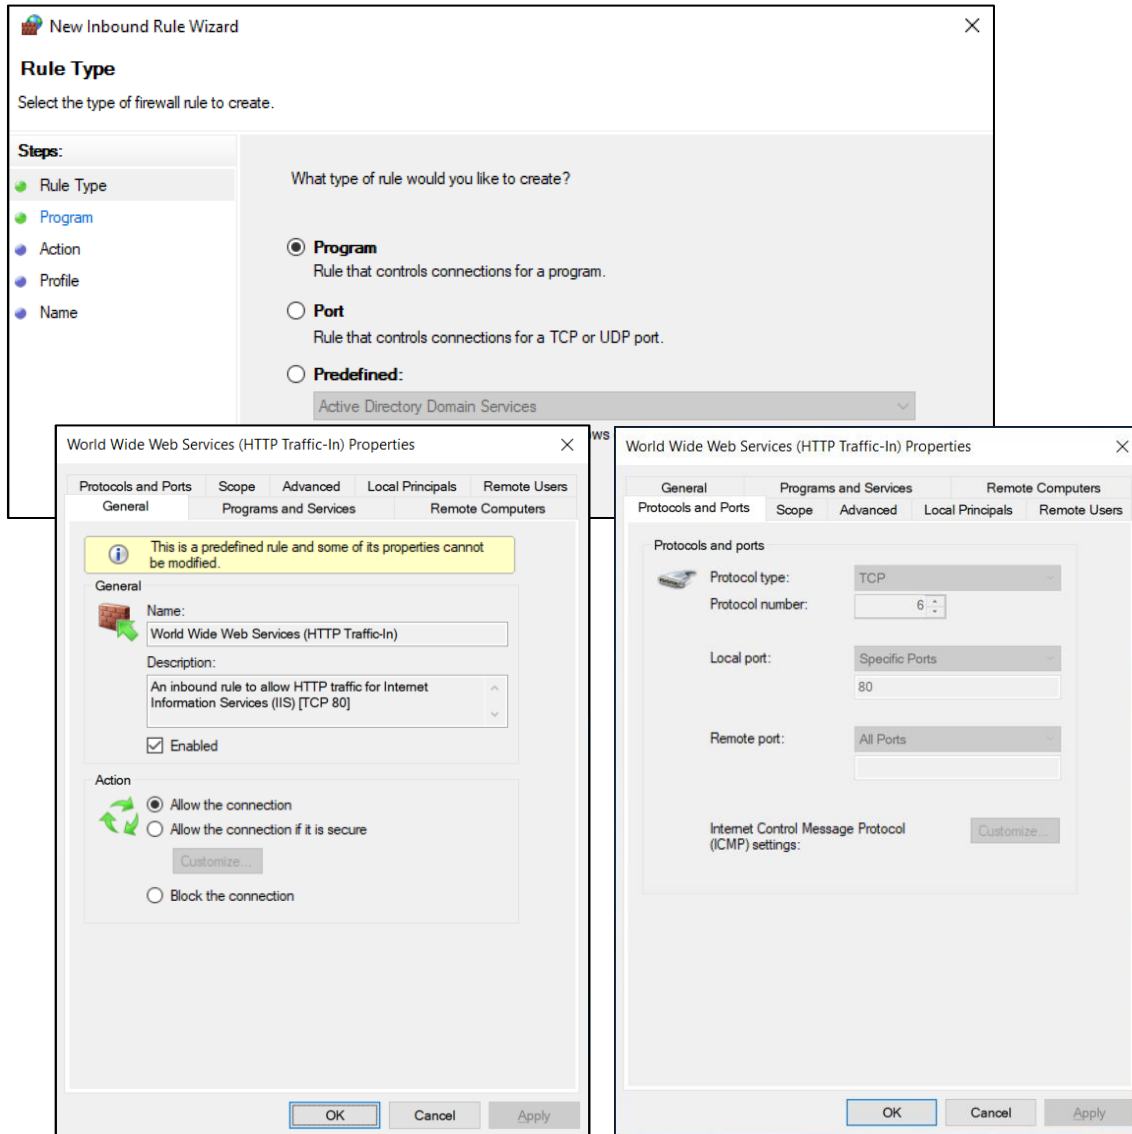 New Inbound Rule Wizard
Rule Type
Select the type of firewall rule to create.
Steps:
Rule Type
Program
Action
Profile
Name
What type of rule would you like to create?
Program
Rule that controls connections for a program.
Port
Rule that controls connections for a TCP or UDP port.
Predefined:
Active Directory Domain Services
World Wide Web Services (HTTP Traffic-In) Properties
Protocols and Ports Scope Advanced Local Principals Remote Users
General Programs and Services Remote Computers
This is a predefined rule and some of its properties cannot
be modified.
General
Name:
World Wide Web Services (HTTP Traffic-In)
Description:
An inbound rule to allow HTTP traffic for Internet
Information Services (IIS) [TCP 80]
Enabled
Action
Allow the connection
Allow the connection if it is secure
Customize...
Block the connection
OK Cancel Apply
World Wide Web Services (HTTP Traffic-In) Properties
General Programs and Services Remote Computers
Protocols and Ports Scope Advanced Local Principals Remote Users
Protocols and ports
Protocol type: TCP
Protocol number: 6
Local port: Specific Ports
80
Remote port: All Ports
Internet Control Message Protocol
(ICMP) settings:
Customize...
OK Cancel Apply